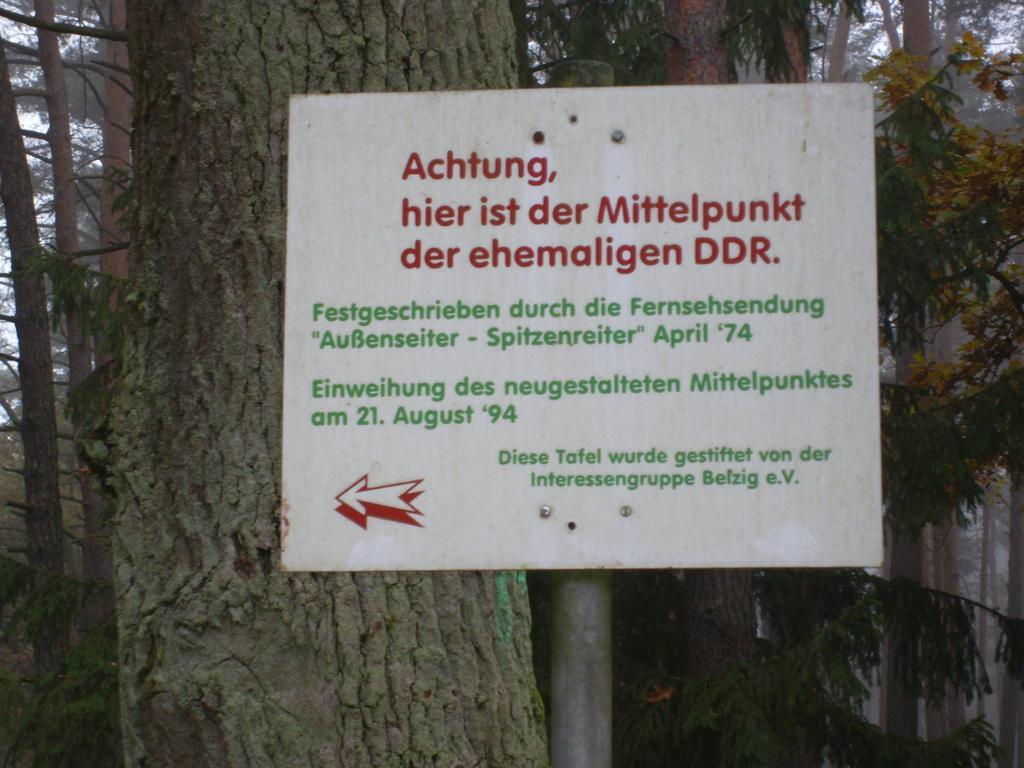 Achtung,
hier ist der Mittelpunkt
der ehemaligen DDR.
Festgeschrieben durch die Fernsehsendung
"Außenseiter - Spitzenreiter" April '74
Einweihung des neugestalteten Mittelpunktes
am 21. August '94
Diese Tafel wurde gestiftet von der
Interessengruppe Belzig e.V.